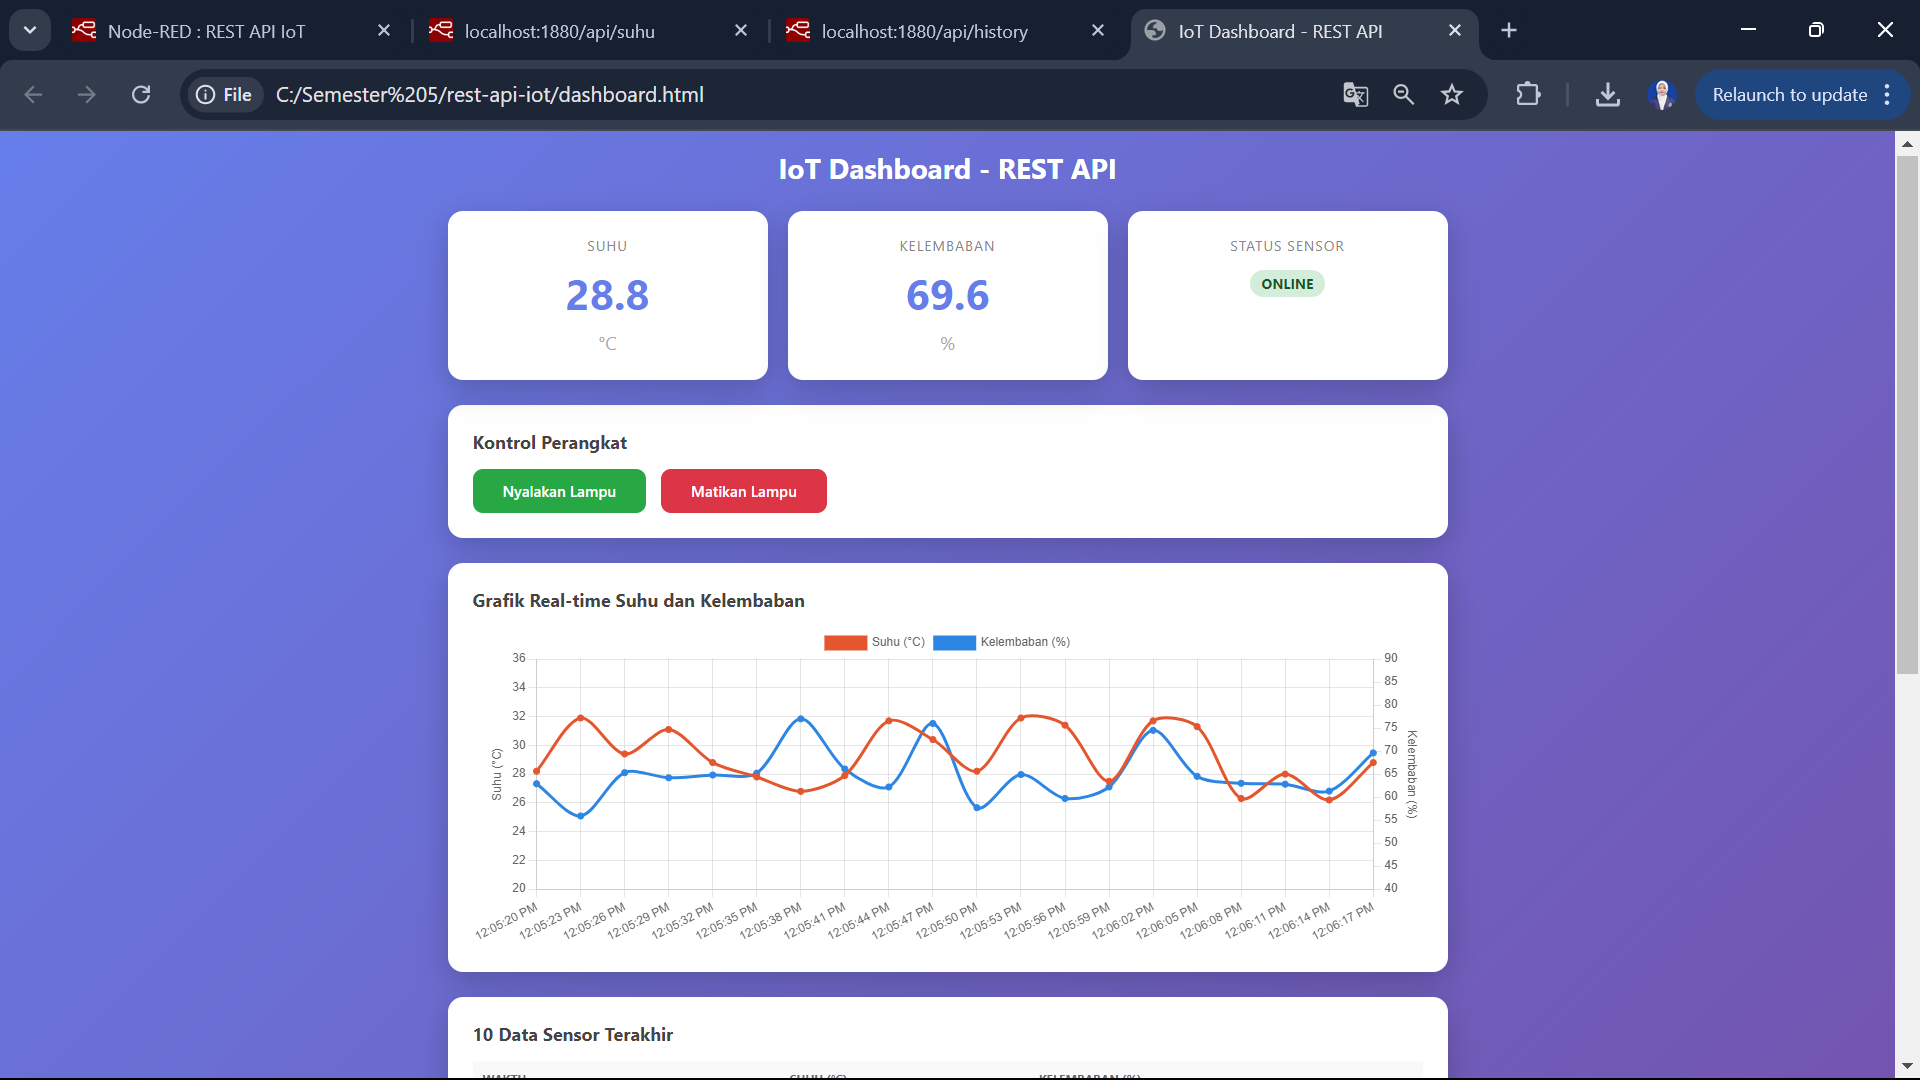 Node-RED : REST API IoT
localhost:1880/api/suhu
localhost:1880/api/history
IoT Dashboard - REST API
File
C:/Semester%205/rest-api-iot/dashboard.html
Relaunch to update
IoT Dashboard - REST API
SUHU
28.8
°C
KELEMBABAN
69.6
%
STATUS SENSOR
ONLINE
Kontrol Perangkat
Nyalakan Lampu
Matikan Lampu
Grafik Real-time Suhu dan Kelembaban
Suhu (°C)
Kelembaban (%)
36
34
32
30
28
26
24
22
20
Suhu (°C)
90
85
80
75
70
65
60
55
50
45
40
Kelembaban (%)
12:05:20 PM
12:05:23 PM
12:05:26 PM
12:05:29 PM
12:05:32 PM
12:05:35 PM
12:05:38 PM
12:05:41 PM
12:05:44 PM
12:05:47 PM
12:05:50 PM
12:05:53 PM
12:05:56 PM
12:05:59 PM
12:06:02 PM
12:06:05 PM
12:06:08 PM
12:06:11 PM
12:06:14 PM
12:06:17 PM
10 Data Sensor Terakhir
WAKTU
SUHU (°C)
KELEMBABAN (%)